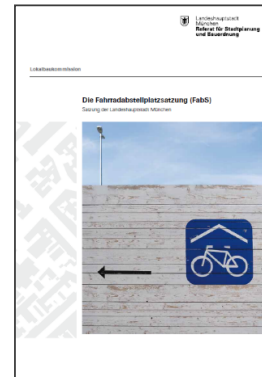 Landeshauptstadt
München
Referat für Stadtplanung
und Bauordnung
Lokalbaukommission
Die Fahrradabstellplatzsatzung (FabS)
Satzung der Landeshauptstadt München